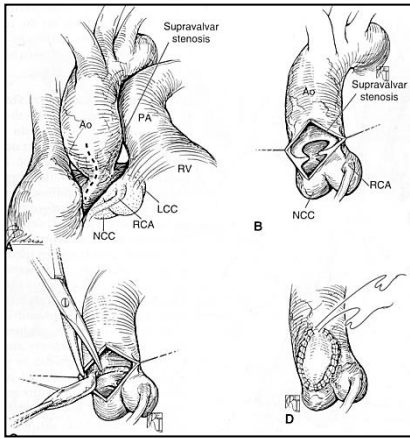 Supravalvar
stenosis
Ao
PA
RV
LCC
RCA
NCC
A
Ao
Supravalvar
stenosis
RCA
NCC
B
C
D